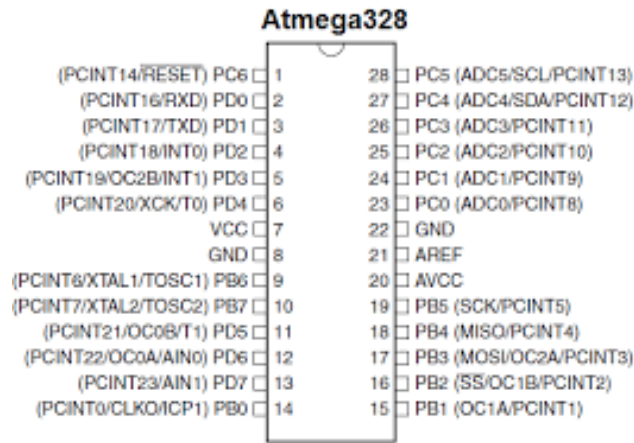 Atmega328
(PCINT14/RESET) PC6 1 28 PC5 (ADC5/SCL/PCINT13)
(PCINT16/RXD) PD0 2 27 PC4 (ADC4/SDA/PCINT12)
(PCINT17/TXD) PD1 3 26 PC3 (ADC3/PCINT11)
(PCINT18/INT0) PD2 4 25 PC2 (ADC2/PCINT10)
(PCINT19/OC2B/INT1) PD3 5 24 PC1 (ADC1/PCINT9)
(PCINT20/XCK/T0) PD4 6 23 PC0 (ADC0/PCINT8)
VCC 7 22 GND
GND 8 21 AREF
(PCINT6/XTAL1/TOSC1) PB6 9 20 AVCC
(PCINT7/XTAL2/TOSC2) PB7 10 19 PB5 (SCK/PCINT5)
(PCINT21/OC0B/T1) PD5 11 18 PB4 (MISO/PCINT4)
(PCINT22/OC0A/AIN0) PD6 12 17 PB3 (MOSI/OC2A/PCINT3)
(PCINT23/AIN1) PD7 13 16 PB2 (SS/OC1B/PCINT2)
(PCINT0/CLKO/ICP1) PB0 14 15 PB1 (OC1A/PCINT1)